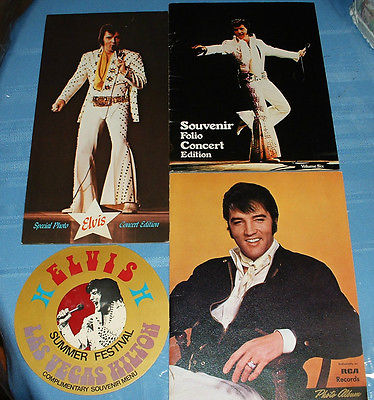 Special Photo
Elvis
Concert Edition
Souvenir
Folio
Concert
Edition
Volume Six
H ELVIS H
SUMMER FESTIVAL
LAS VEGAS HILTON
COMPLIMENTARY SOUVENIR MENU
RCA
Records
Photo Album